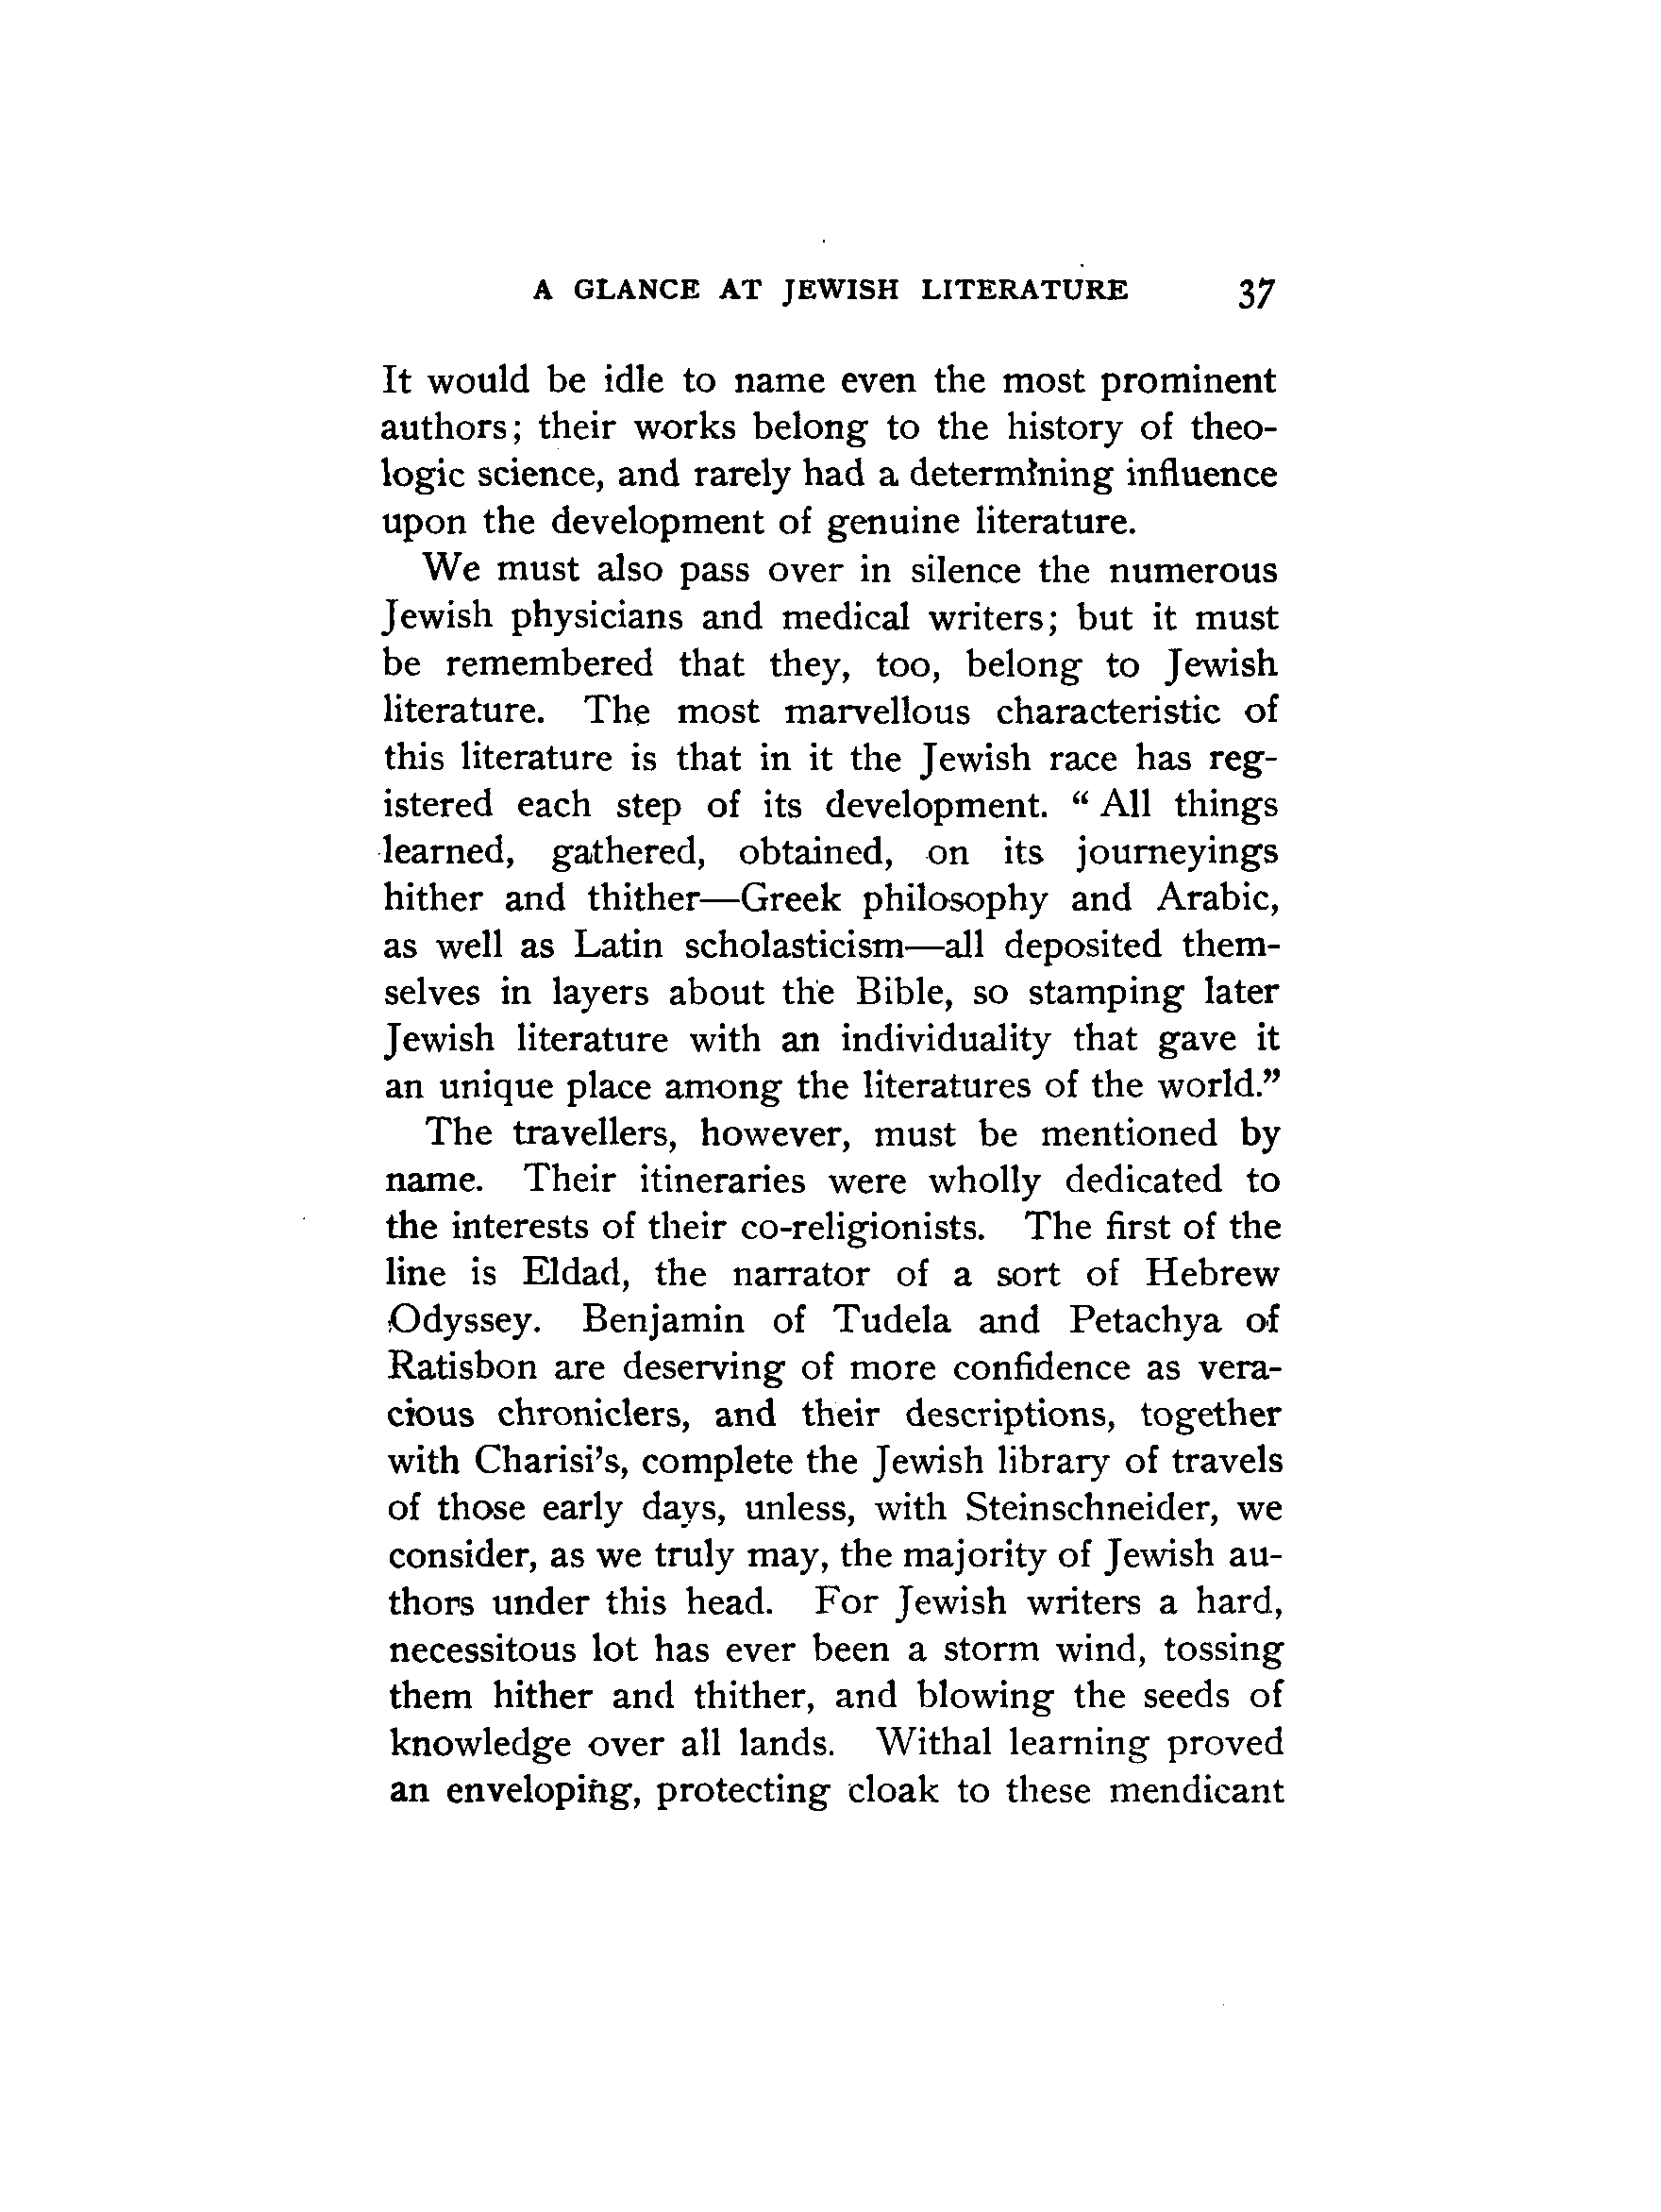 A GLANCE AT JEWISH LITERATURE 37
It would be idle to name even the most prominent
authors; their works belong to the history of theo-
logic science, and rarely had a determining influence
upon the development of genuine literature.
We must also pass over in silence the numerous
Jewish physicians and medical writers; but it must
be remembered that they, too, belong to Jewish
literature. The most marvellous characteristic of
this literature is that in it the Jewish race has reg-
istered each step of its development. “ All things
learned, gathered, obtained, on its journeyings
hither and thither—Greek philosophy and Arabic,
as well as Latin scholasticism—all deposited them-
selves in layers about the Bible, so stamping later
Jewish literature with an individuality that gave it
an unique place among the literatures of the world.”
The travellers, however, must be mentioned by
name. Their itineraries were wholly dedicated to
the interests of their co-religionists. The first of the
line is Eldad, the narrator of a sort of Hebrew
Odyssey. Benjamin of Tudela and Petachya of
Ratisbon are deserving of more confidence as vera-
cious chroniclers, and their descriptions, together
with Charisi’s, complete the Jewish library of travels
of those early days, unless, with Steinschneider, we
consider, as we truly may, the majority of Jewish au-
thors under this head. For Jewish writers a hard,
necessitous lot has ever been a storm wind, tossing
them hither and thither, and blowing the seeds of
knowledge over all lands. Withal learning proved
an enveloping, protecting cloak to these mendicant